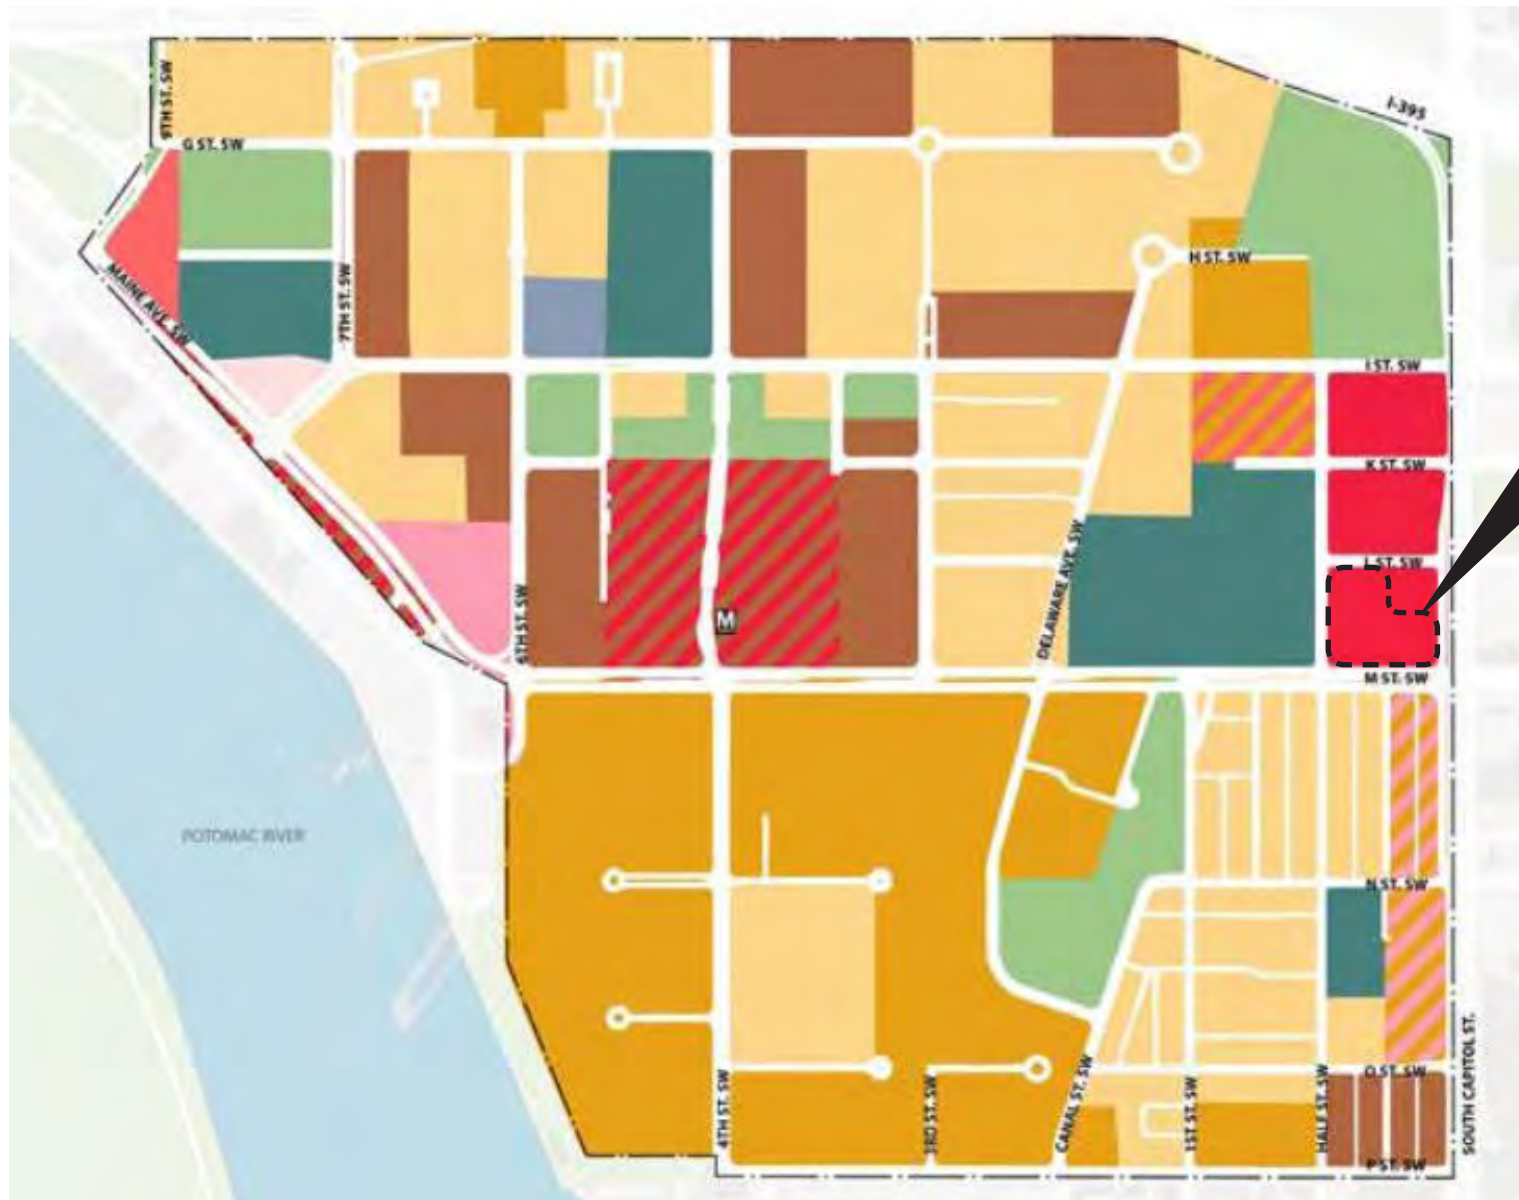 9TH ST. SW
G ST. SW
I-395
MAINE AVE. SW
7TH ST. SW
H ST. SW
I ST. SW
K ST. SW
L ST. SW
6TH ST. SW
M
DELAWARE AVE. SW
M ST. SW
POTOMAC RIVER
N ST. SW
O ST. SW
4TH ST. SW
3RD ST. SW
CANAL ST. SW
1ST ST. SW
HALF ST. SW
SOUTH CAPITOL ST.
P ST. SW